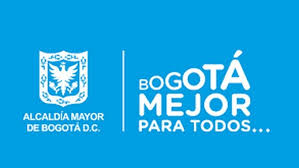 ALCALDÍA MAYOR
DE BOGOTÁ D.C.
BOGOTÁ
MEJOR
PARA TODOS...